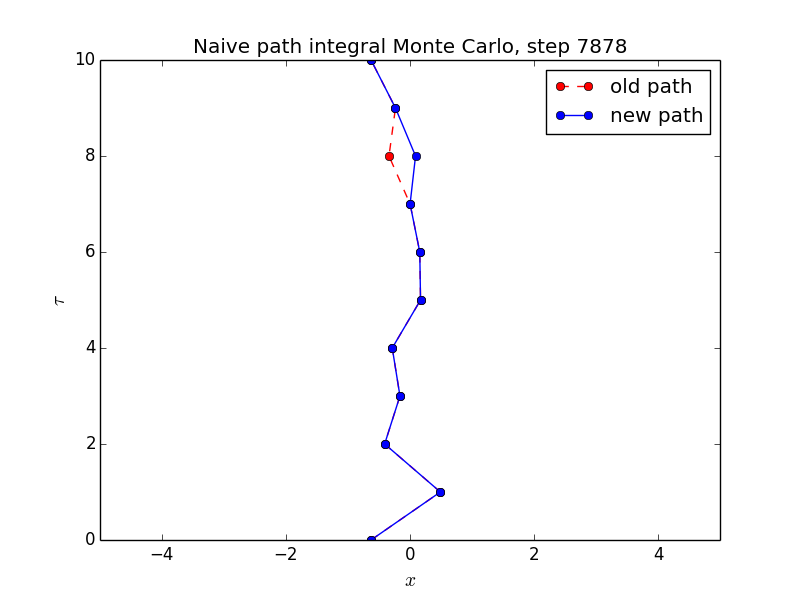 Naive path integral Monte Carlo, step 7878
old path
new path
10
8
6
4
2
0
τ
−4 −2 0 2 4
x